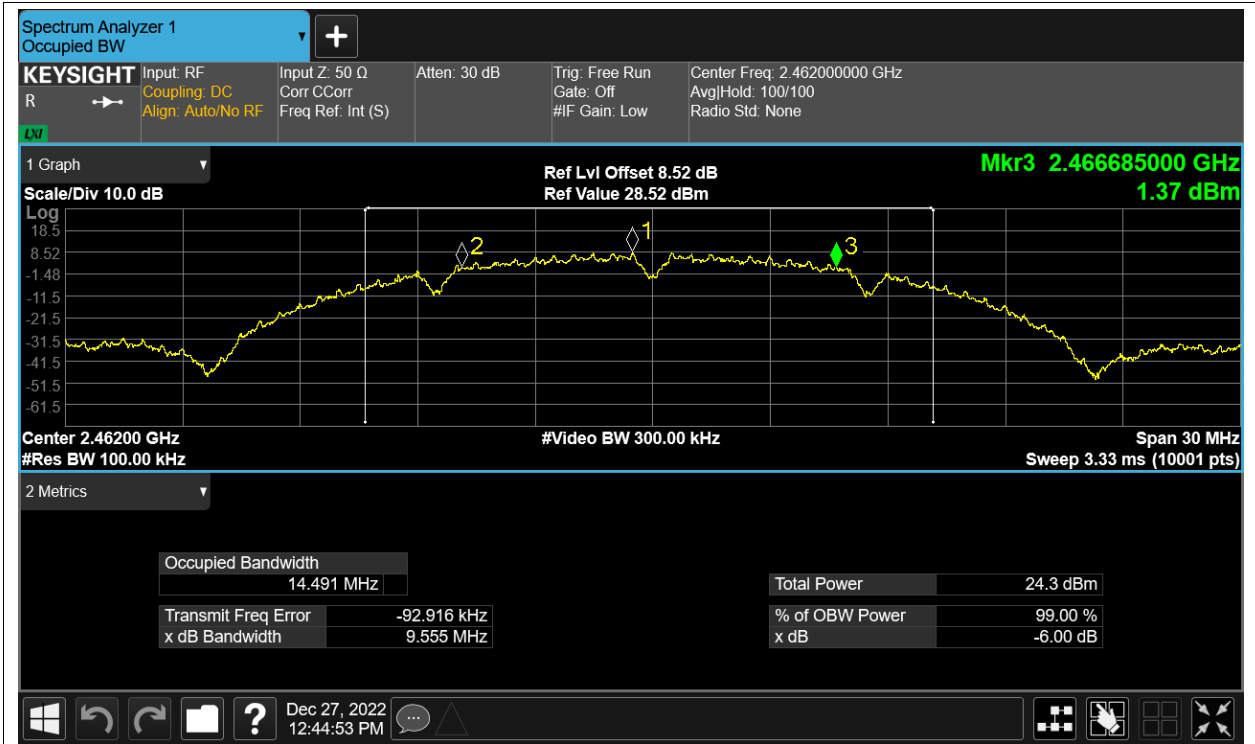 Spectrum Analyzer 1
Occupied BW
KEYSIGHT
R
LXI
Input: RF
Coupling: DC
Align: Auto/No RF
Input Z: 50 Ω
Corr CCorr
Freq Ref: Int (S)
Atten: 30 dB
Trig: Free Run
Gate: Off
#IF Gain: Low
Center Freq: 2.462000000 GHz
Avg|Hold: 100/100
Radio Std: None
1 Graph
Scale/Div 10.0 dB
Ref Lvl Offset 8.52 dB
Ref Value 28.52 dBm
Mkr3 2.466685000 GHz
1.37 dBm
Log
18.5
8.52
-1.48
-11.5
-21.5
-31.5
-41.5
-51.5
-61.5
2
1
3
Center 2.46200 GHz
#Res BW 100.00 kHz
#Video BW 300.00 kHz
Span 30 MHz
Sweep 3.33 ms (10001 pts)
2 Metrics
Occupied Bandwidth
14.491 MHz
Transmit Freq Error -92.916 kHz
x dB Bandwidth 9.555 MHz
Total Power 24.3 dBm
% of OBW Power 99.00 %
x dB -6.00 dB
?
Dec 27, 2022
12:44:53 PM